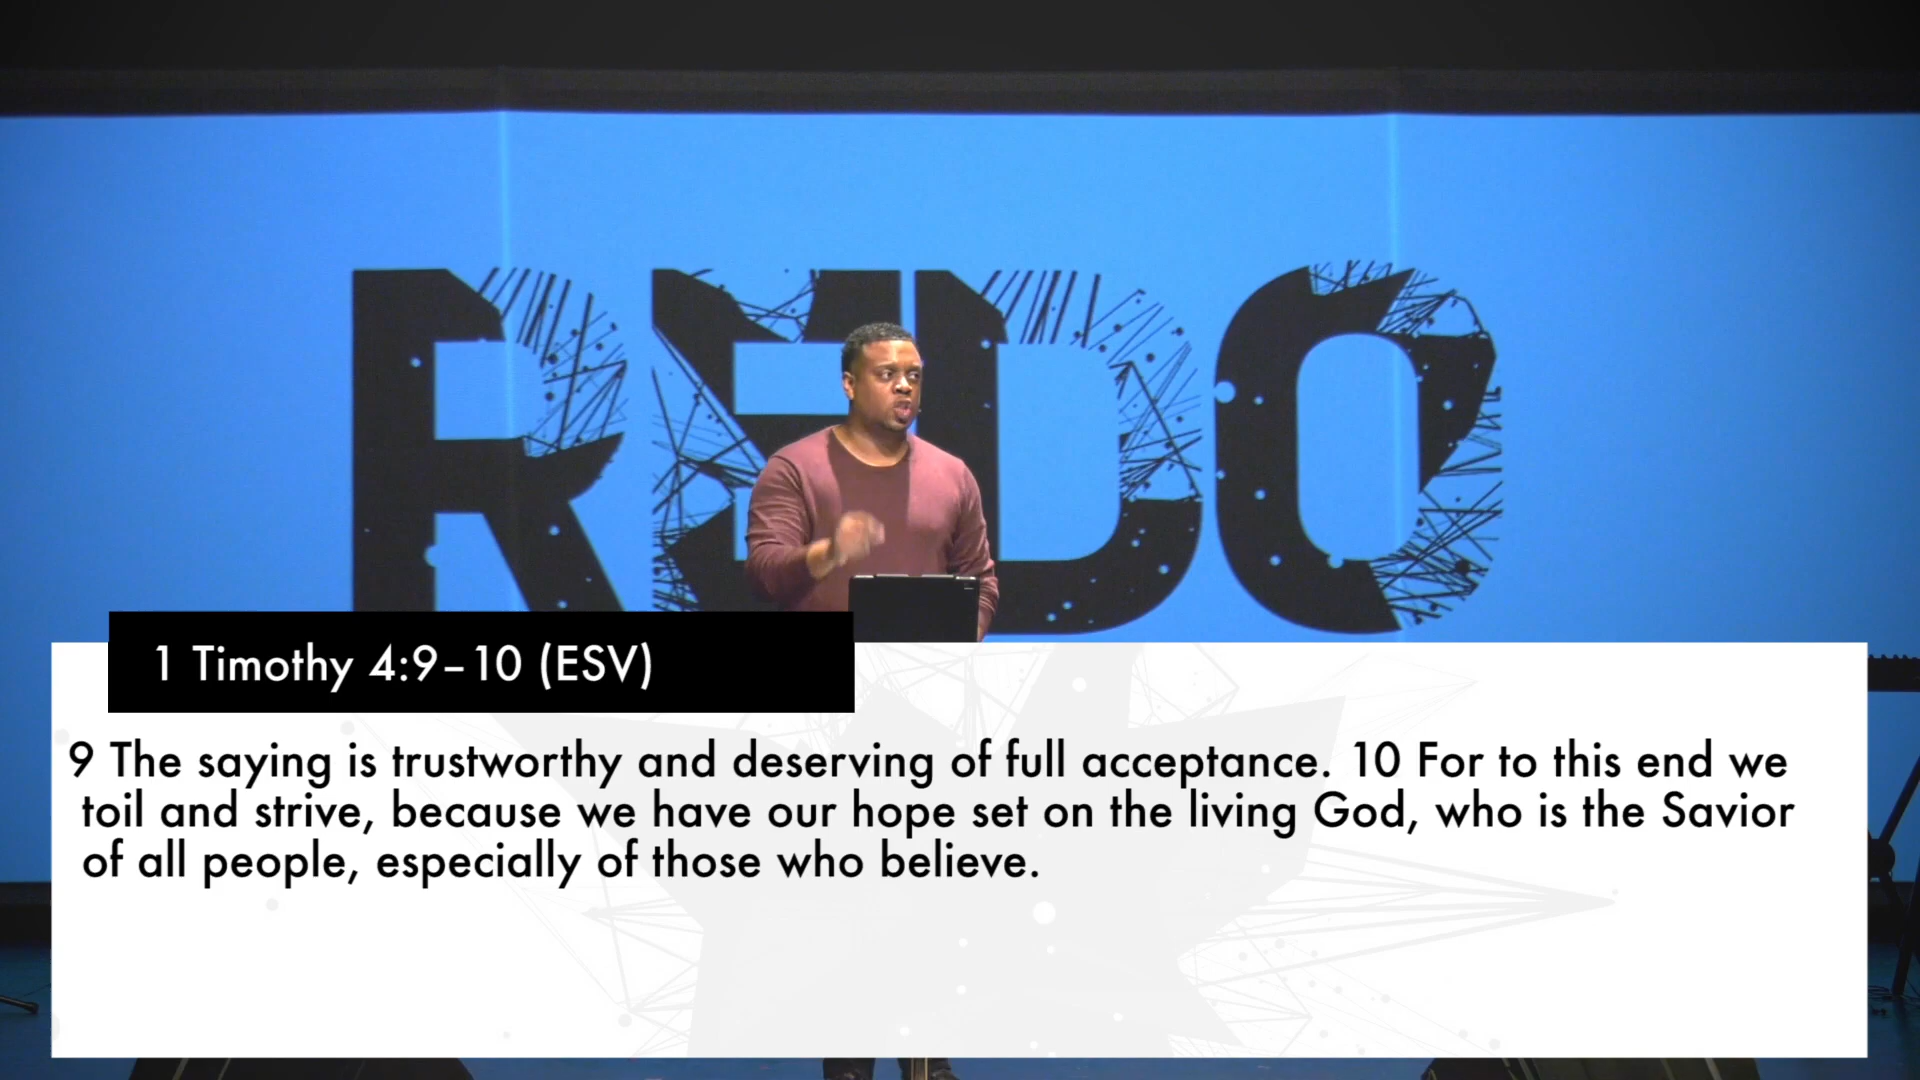 REDO
1 Timothy 4:9–10 (ESV)
9 The saying is trustworthy and deserving of full acceptance. 10 For to this end we
toil and strive, because we have our hope set on the living God, who is the Savior
of all people, especially of those who believe.